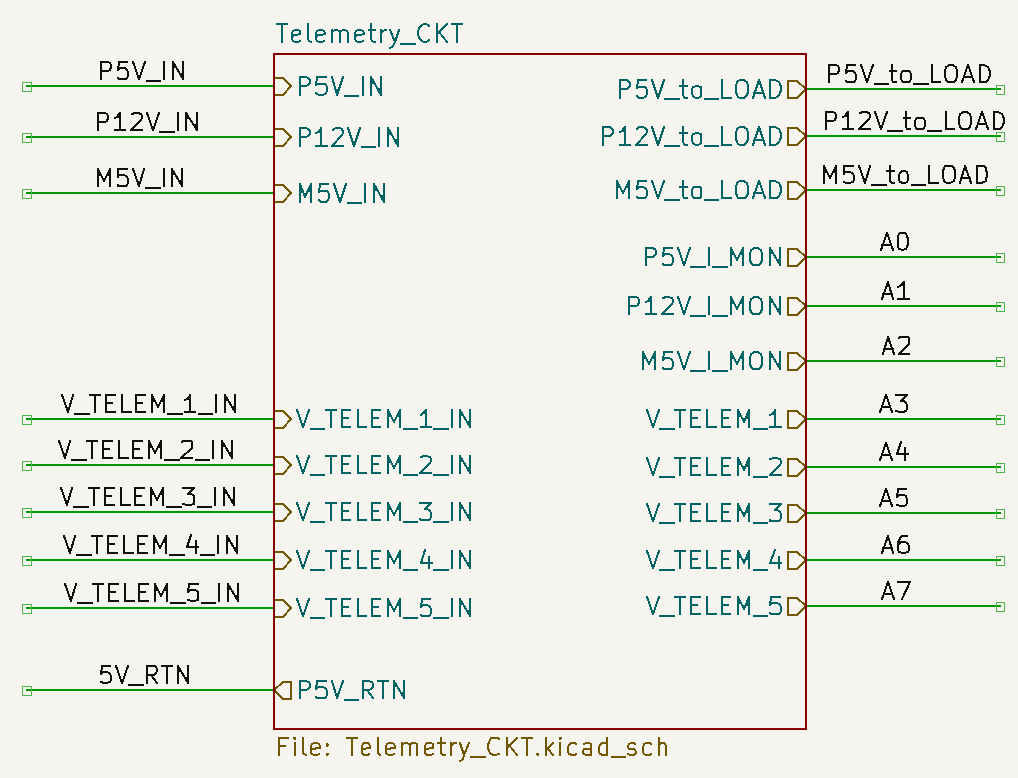 Telemetry_CKT
P5V_IN P5V_IN P5V_to_LOAD P5V_to_LOAD
P12V_IN P12V_IN P12V_to_LOAD P12V_to_LOAD
M5V_IN M5V_IN M5V_to_LOAD M5V_to_LOAD
P5V_I_MON A0
P12V_I_MON A1
M5V_I_MON A2
V_TELEM_1_IN V_TELEM_1_IN V_TELEM_1 A3
V_TELEM_2_IN V_TELEM_2_IN V_TELEM_2 A4
V_TELEM_3_IN V_TELEM_3_IN V_TELEM_3 A5
V_TELEM_4_IN V_TELEM_4_IN V_TELEM_4 A6
V_TELEM_5_IN V_TELEM_5_IN V_TELEM_5 A7
5V_RTN P5V_RTN
File: Telemetry_CKT.kicad_sch